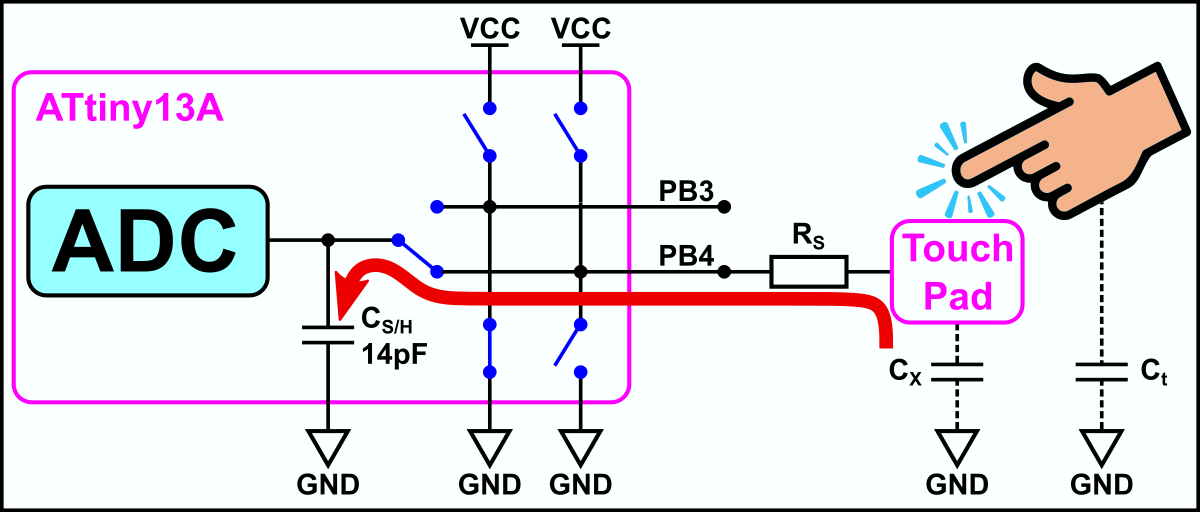 VCC VCC
ATtiny13A
ADC
PB3
PB4
RS
Touch
Pad
CS/H
14pF
CX
Ct
GND
GND
GND
GND
GND